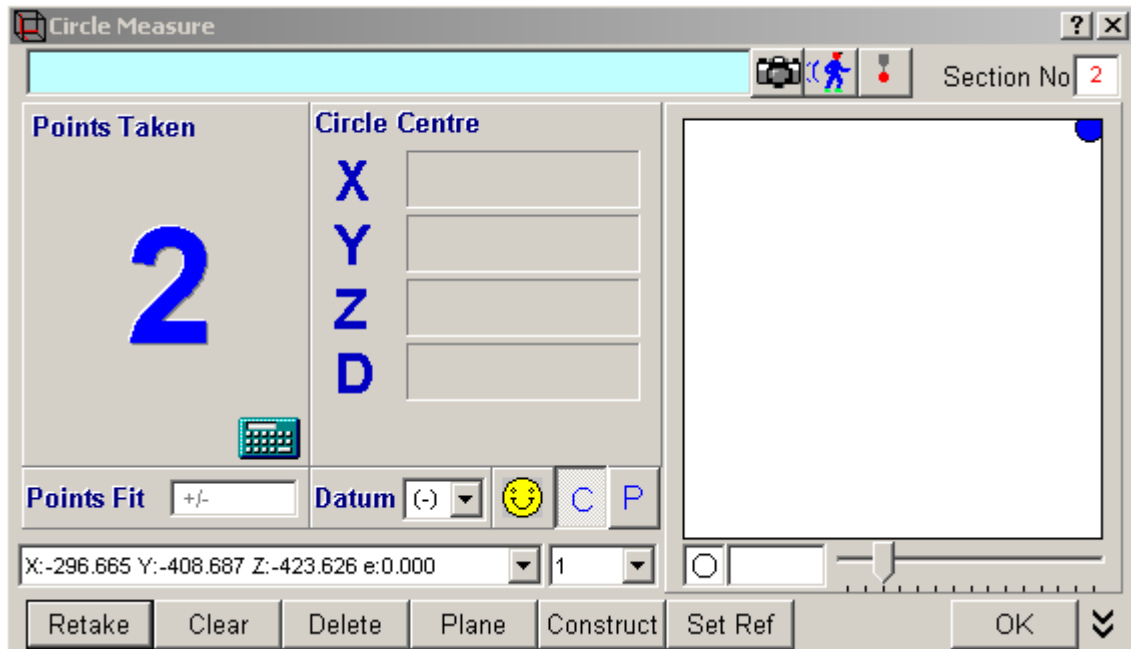 Circle Measure
? ×
Section No 2
Points Taken
Circle Centre
X
Y
2
Z
D
Points Fit +/- Datum (-) C P
X:-296.665 Y:-408.687 Z:-423.626 e:0.000 1
Retake Clear Delete Plane Construct Set Ref OK